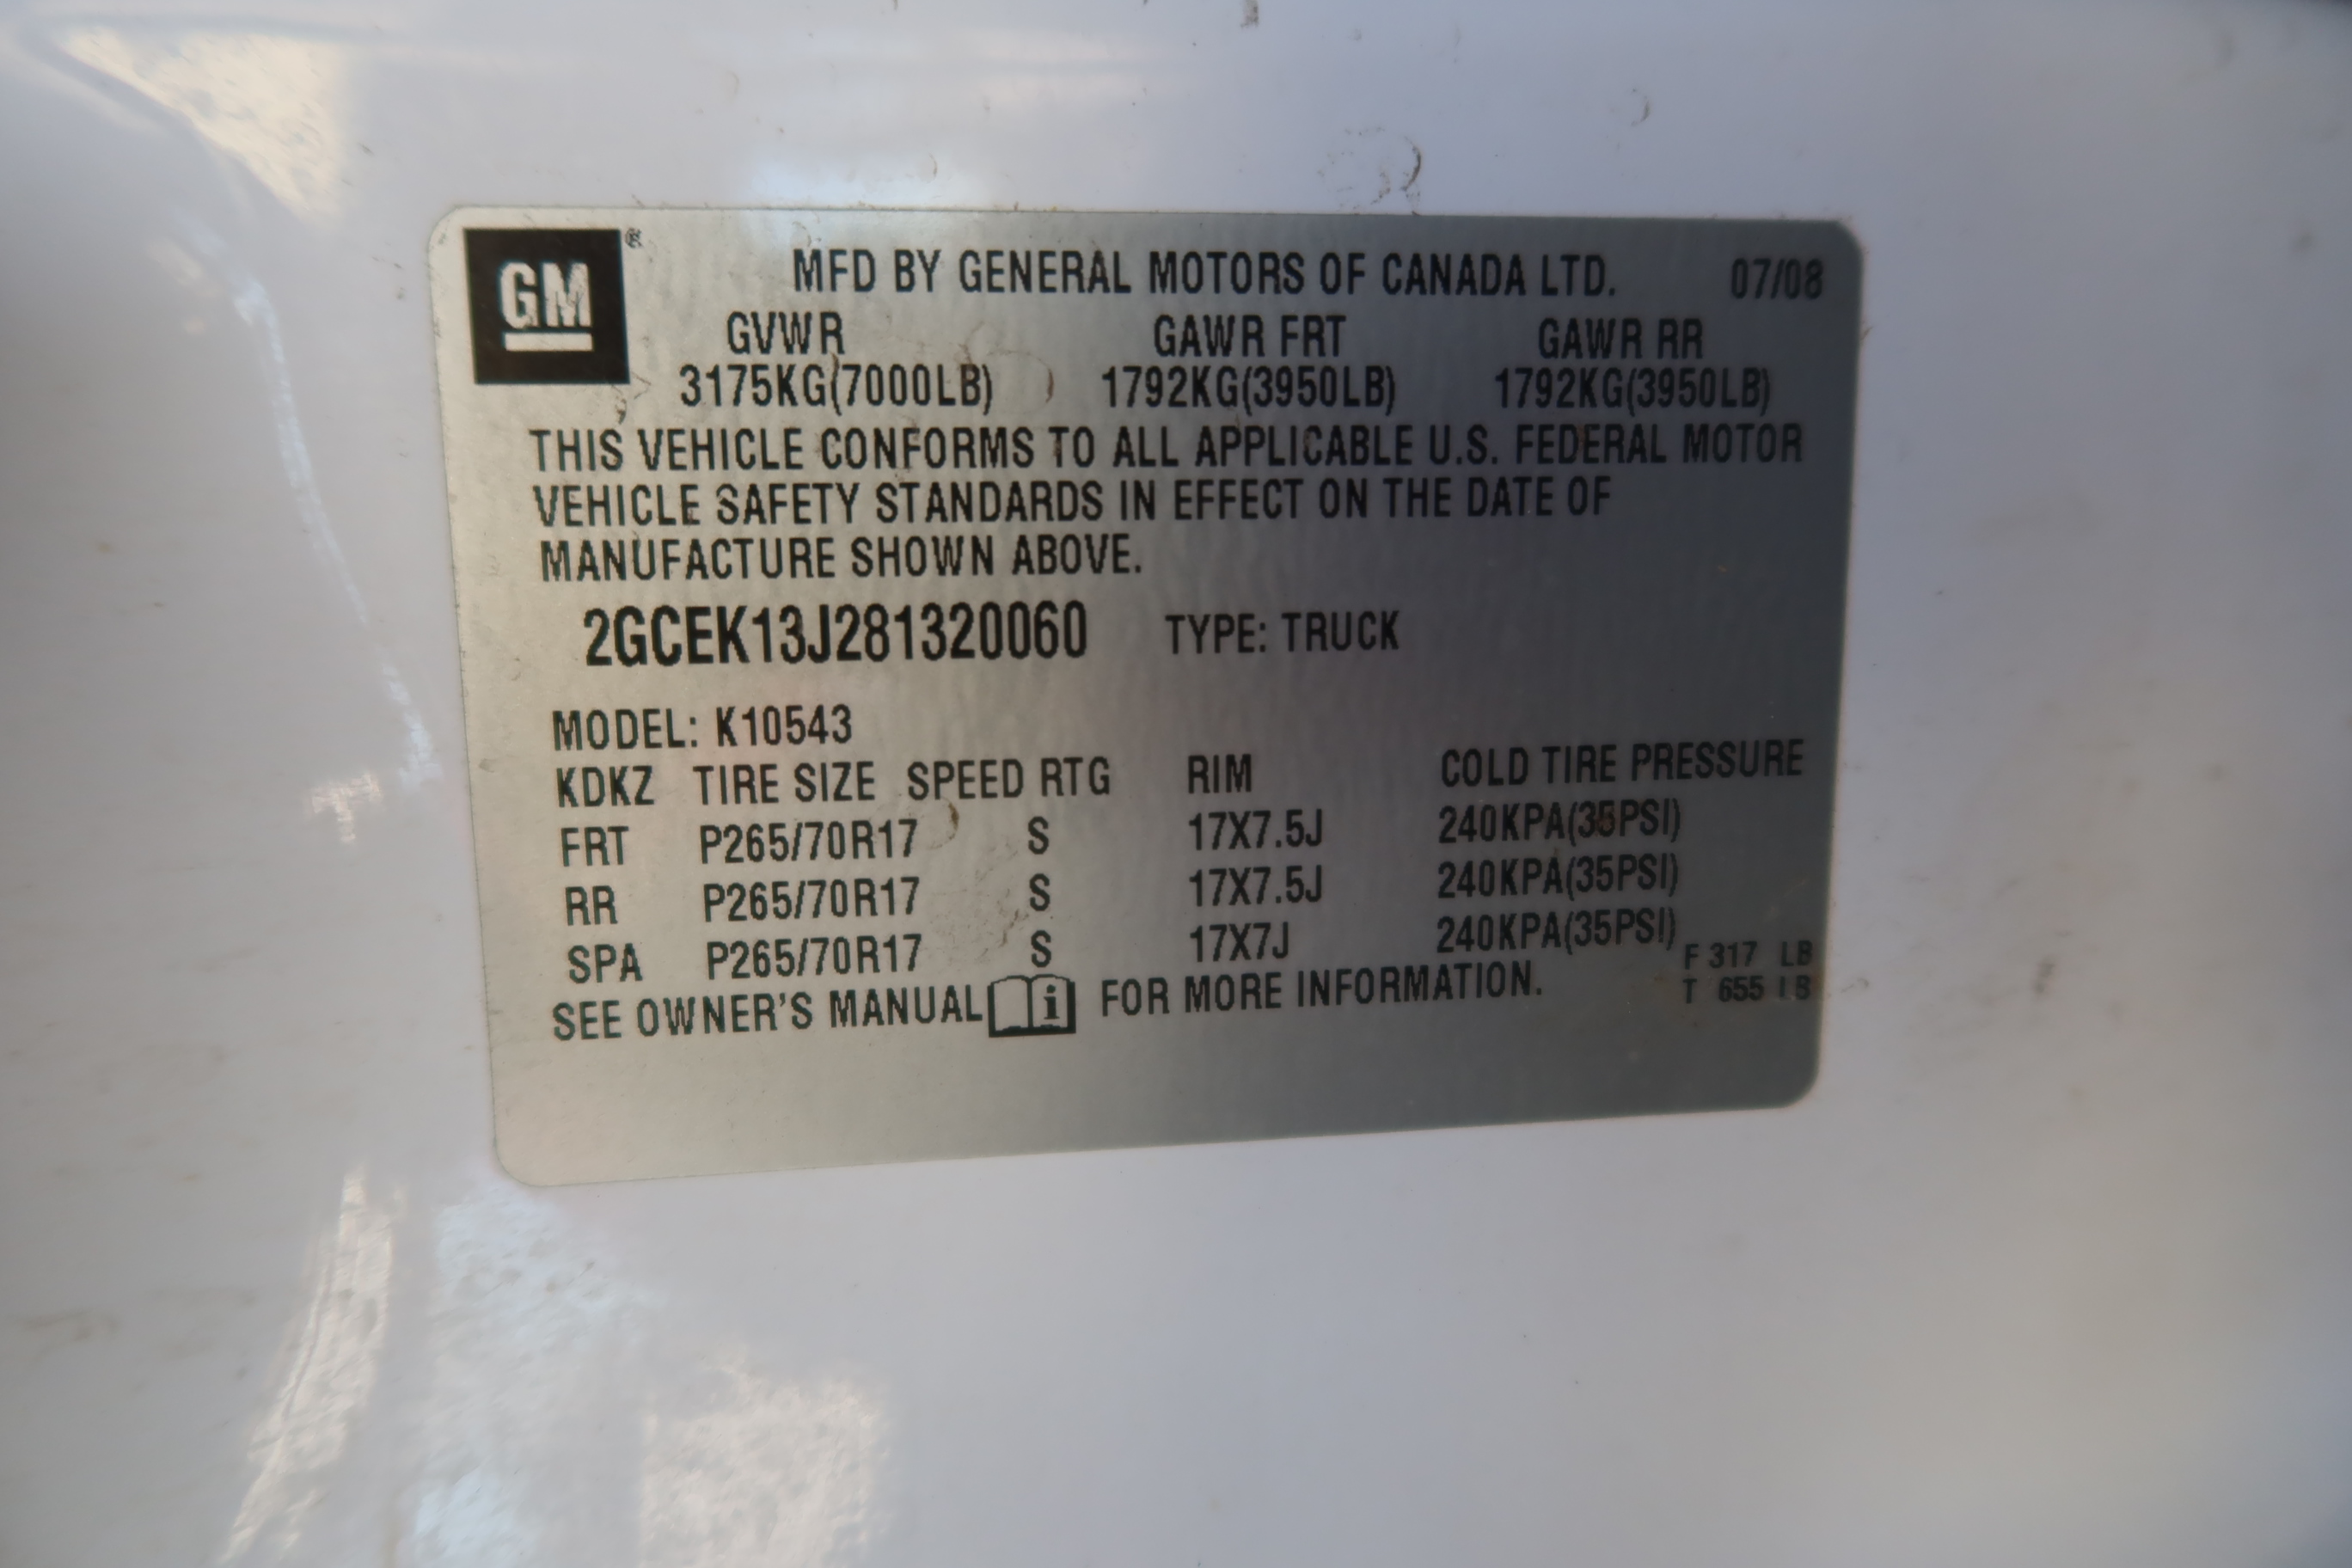 GM ®
MFD BY GENERAL MOTORS OF CANADA LTD. 07/08
GVWR GAWR FRT GAWR RR
3175KG(7000LB) 1792KG(3950LB) 1792KG(3950LB)
THIS VEHICLE CONFORMS TO ALL APPLICABLE U.S. FEDERAL MOTOR
VEHICLE SAFETY STANDARDS IN EFFECT ON THE DATE OF
MANUFACTURE SHOWN ABOVE.
2GCEK13J281320060 TYPE: TRUCK
MODEL: K10543
KDKZ TIRE SIZE SPEED RTG RIM COLD TIRE PRESSURE
FRT P265/70R17 S 17X7.5J 240KPA(35PSI)
RR P265/70R17 S 17X7.5J 240KPA(35PSI)
SPA P265/70R17 S 17X7J 240KPA(35PSI)
F 317 LB
T 655 LB
SEE OWNER'S MANUAL i FOR MORE INFORMATION.